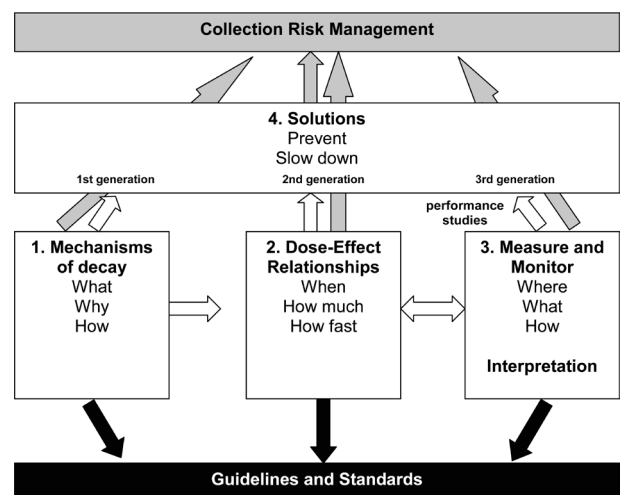 Collection Risk Management
4. Solutions
Prevent
Slow down
1st generation
2nd generation
3rd generation
performance
studies
1. Mechanisms
of decay
What
Why
How
2. Dose-Effect
Relationships
When
How much
How fast
3. Measure and
Monitor
Where
What
How
Interpretation
Guidelines and Standards